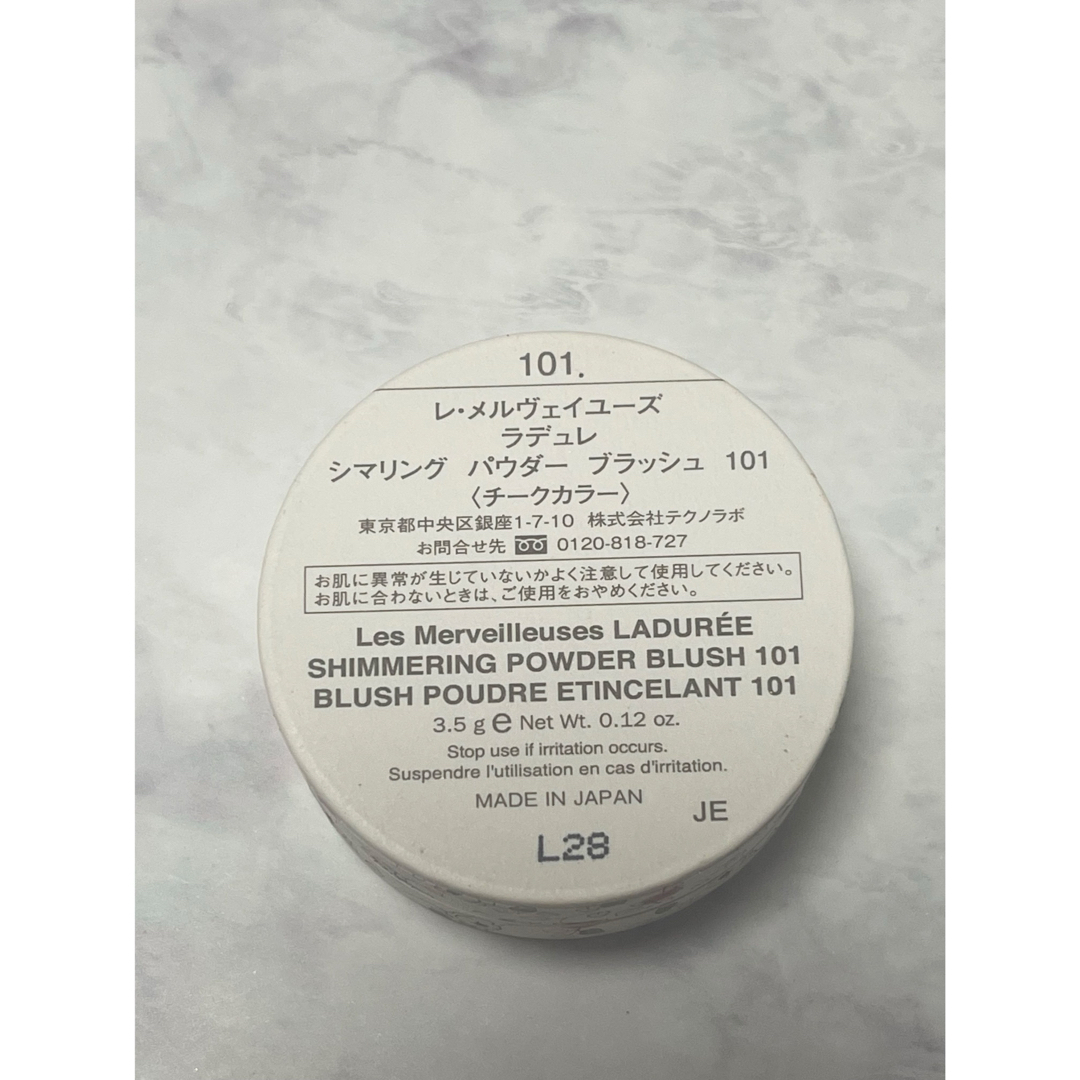 101.
レ・メルヴェイユーズ
ラデュレ
シマリング パウダー ブラッシュ 101
〈チークカラー〉
東京都中央区銀座1-7-10 株式会社テクノラボ
お問合せ先 0120-818-727
お肌に異常が生じていないかよく注意して使用してください。
お肌に合わないときは、ご使用をおやめください。
Les Merveilleuses LADURÉE
SHIMMERING POWDER BLUSH 101
BLUSH POUDRE ETINCELANT 101
3.5 g e Net Wt. 0.12 oz.
Stop use if irritation occurs.
Suspendre l'utilisation en cas d'irritation.
MADE IN JAPAN
JE
L28